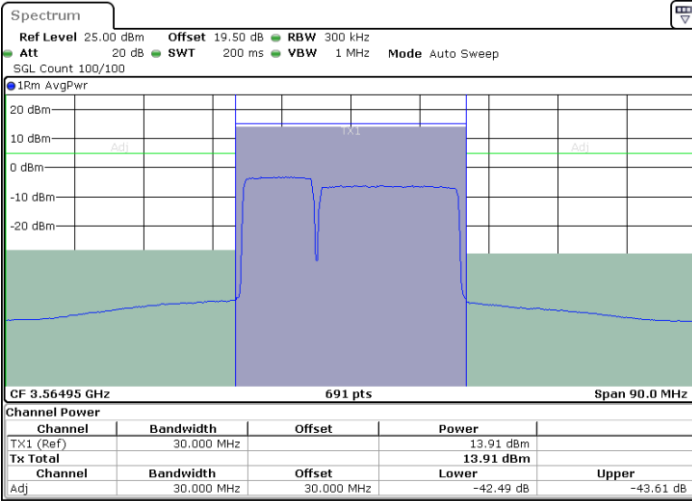 Spectrum
Ref Level 25.00 dBm Offset 19.50 dB RBW 300 kHz
Att 20 dB SWT 200 ms VBW 1 MHz Mode Auto Sweep
SGL Count 100/100
1Rm AvgPwr
20 dBm
TX1
10 dBm
Adj Adj
0 dBm
-10 dBm
-20 dBm
CF 3.56495 GHz 691 pts Span 90.0 MHz
Channel Power
Channel Bandwidth Offset Power
TX1 (Ref) 30.000 MHz 13.91 dBm
Tx Total 13.91 dBm
Channel Bandwidth Offset Lower Upper
Adj 30.000 MHz 30.000 MHz -42.49 dB -43.61 dB